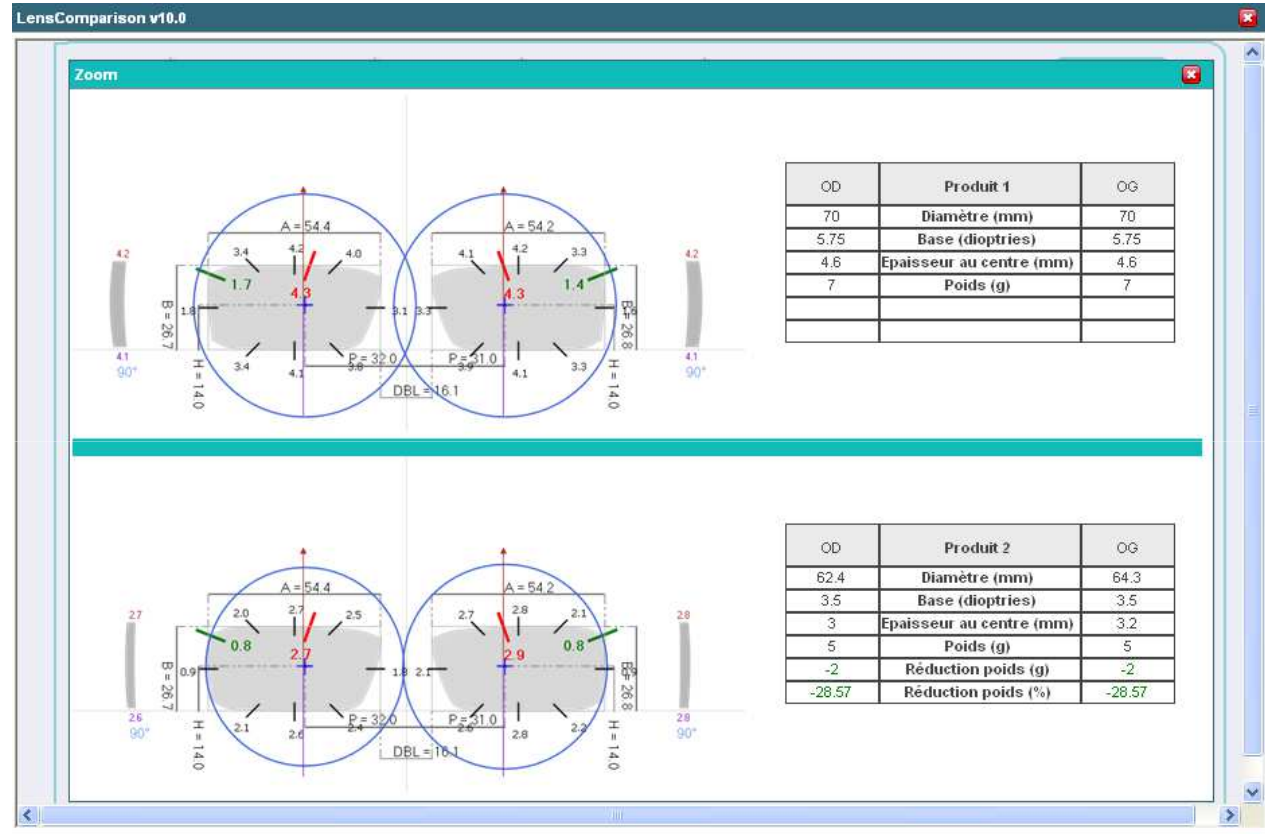 LensComparison v10.0
Zoom
A = 54.4
A = 54.2
3.4 4.2 4.0
4.1 4.2 3.3
4.2
4.2
1.7
4.3
4.3
1.4
1.8
3.1 3.3
B = 26.7
B = 26.8
3.4
4.1
P = 32.0
P = 31.0
3.9
4.1
3.3
4.1
90°
4.1
90°
H = 14.0
H = 14.0
DBL = 16.1
OD Produit 1 OG
70 Diamètre (mm) 70
5.75 Base (dioptries) 5.75
4.6 Epaisseur au centre (mm) 4.6
7 Poids (g) 7
A = 54.4
A = 54.2
2.0 2.7 2.5
2.7 2.8 2.1
2.7
2.8
0.8
2.7
2.9
0.8
0.9
1.8 2.1
B = 26.7
B = 26.8
2.1
2.6
2.4
P = 32.0
P = 31.0
2.6
2.8
2.2
2.6
90°
2.8
90°
H = 14.0
H = 14.0
DBL = 16.1
OD Produit 2 OG
62.4 Diamètre (mm) 64.3
3.5 Base (dioptries) 3.5
3 Epaisseur au centre (mm) 3.2
5 Poids (g) 5
-2 Réduction poids (g) -2
-28.57 Réduction poids (%) -28.57